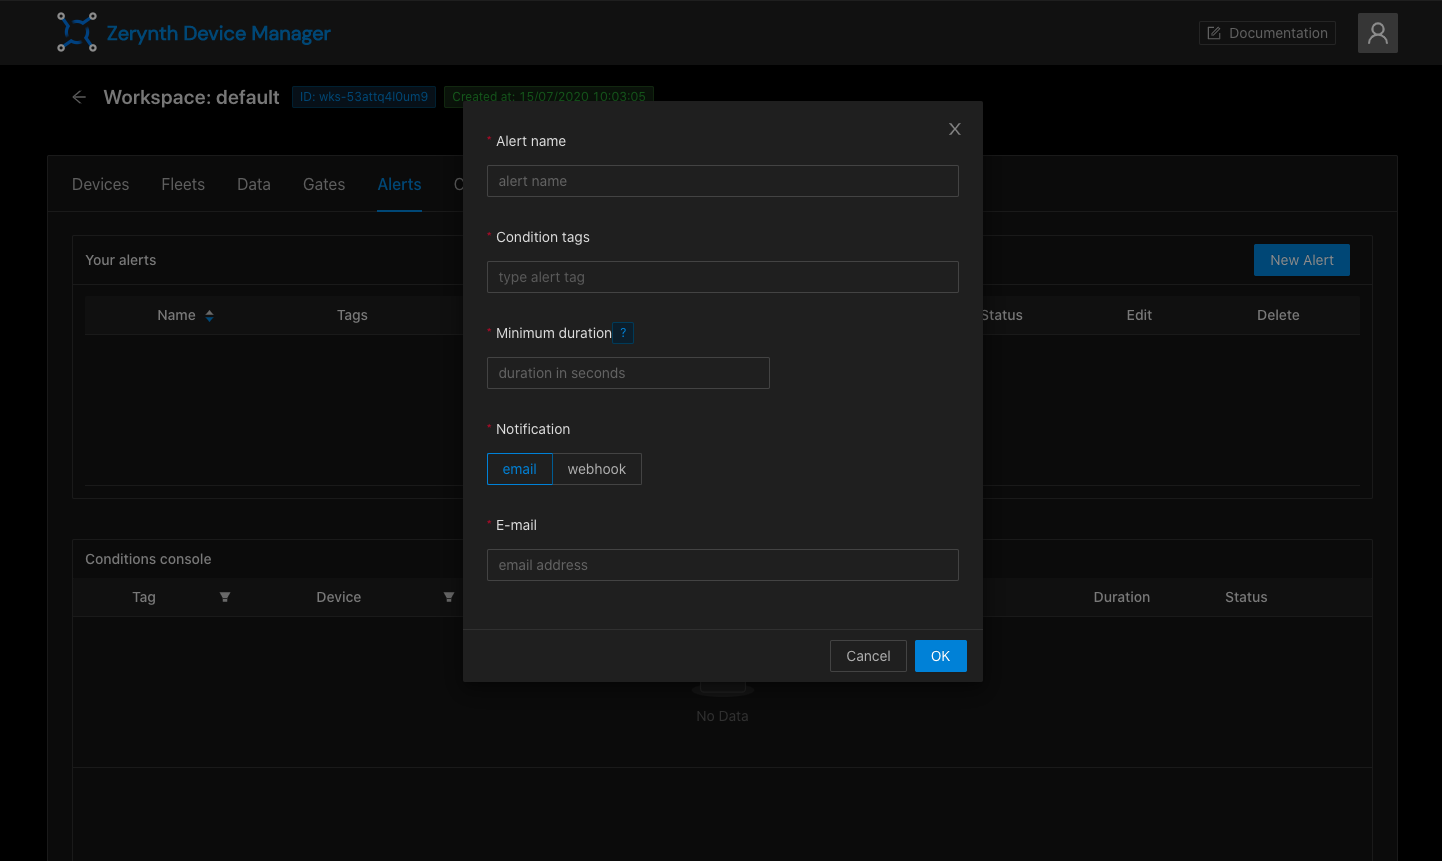 Zerynth Device Manager
Documentation
Workspace: default
ID: wks-53attq4l0um9
Created at: 15/07/2020 10:03:05
Devices Fleets Data Gates Alerts
Your alerts
New Alert
Name Tags Status Edit Delete
Conditions console
Tag Device Duration Status
No Data
X
* Alert name
alert name
* Condition tags
type alert tag
* Minimum duration ?
duration in seconds
* Notification
email webhook
* E-mail
email address
Cancel OK